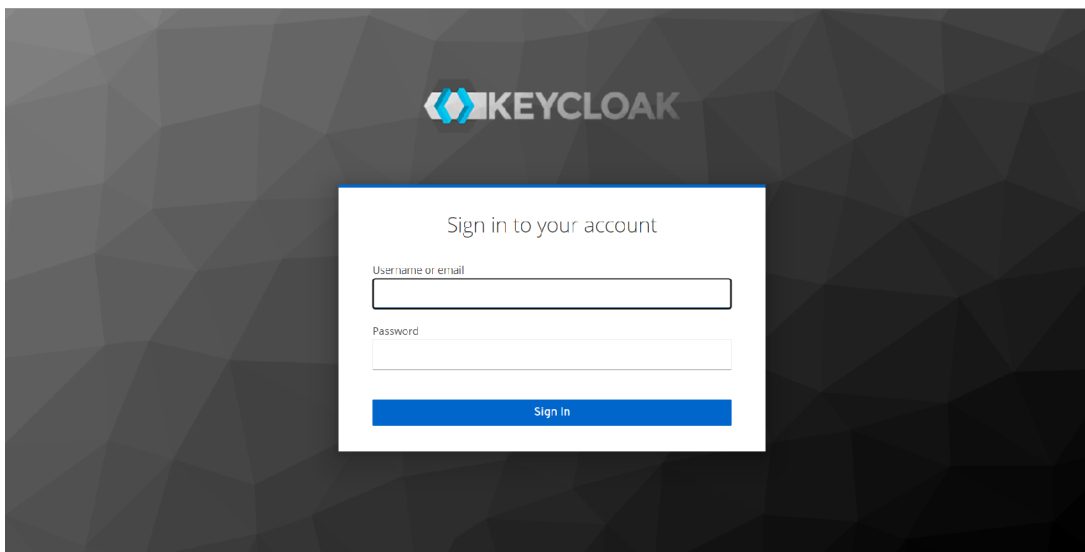 KEYCLOAK
Sign in to your account
Username or email
Password
Sign In